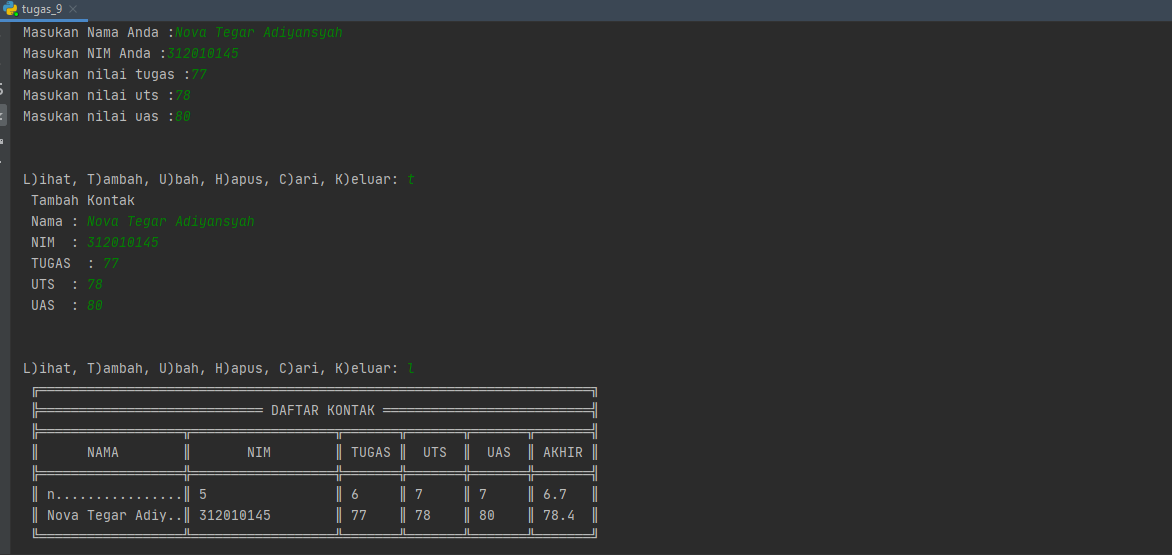 tugas_9
Masukan Nama Anda :Nova Tegar Adiyansyah
Masukan NIM Anda :312010145
Masukan nilai tugas :77
Masukan nilai uts :78
Masukan nilai uas :80
L)ihat, T)ambah, U)bah, H)apus, C)ari, K)eluar: t
Tambah Kontak
Nama : Nova Tegar Adiyansyah
NIM  : 312010145
TUGAS  : 77
UTS  : 78
UAS  : 80
L)ihat, T)ambah, U)bah, H)apus, C)ari, K)eluar: l
DAFTAR KONTAK
NAMA NIM TUGAS UTS UAS AKHIR
n................ 5 6 7 7 6.7
Nova Tegar Adiy.. 312010145 77 78 80 78.4